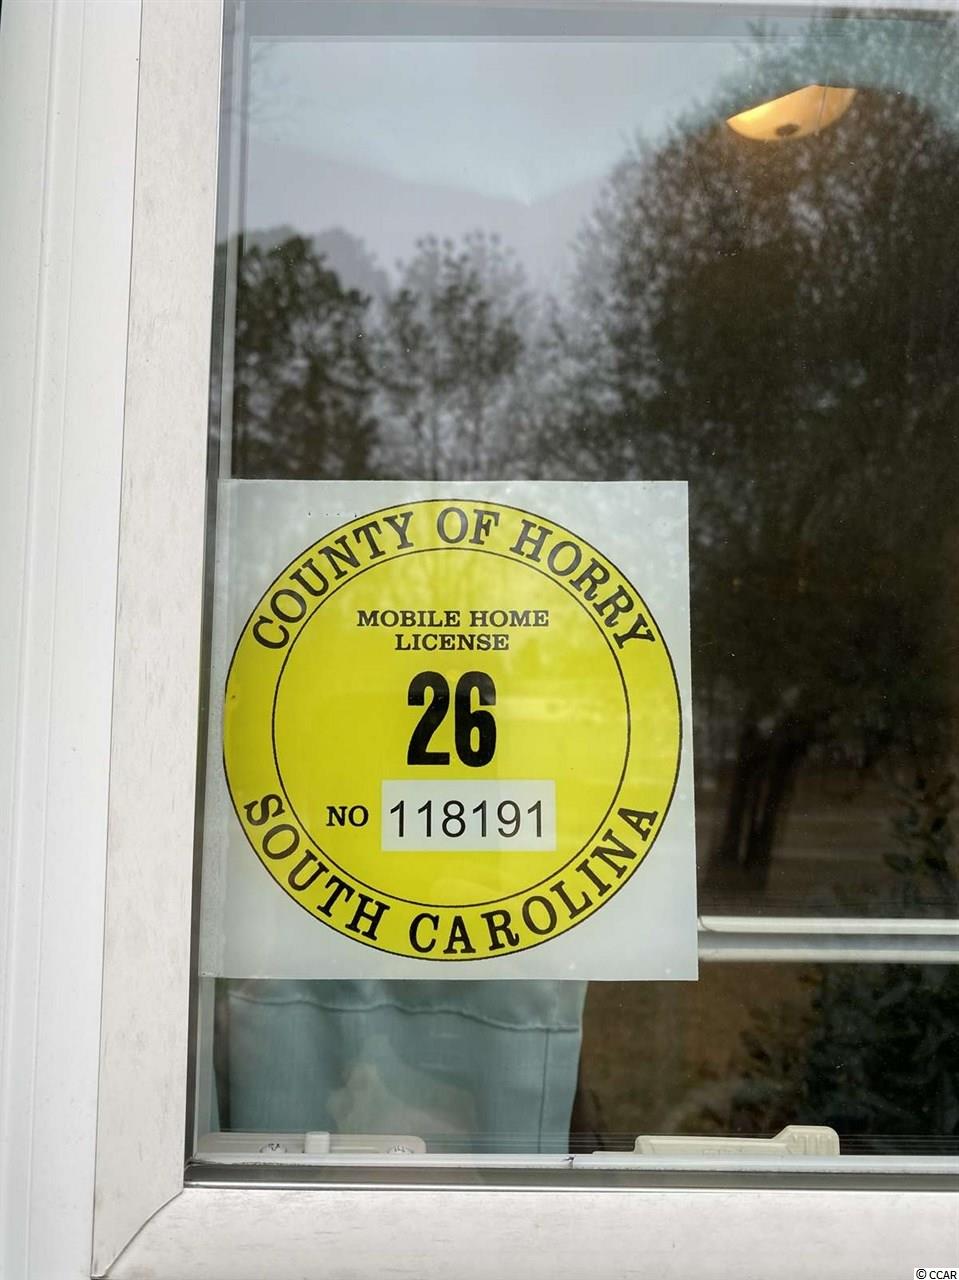 COUNTY OF HORRY
MOBILE HOME
LICENSE
26
NO 118191
SOUTH CAROLINA
© CCAR